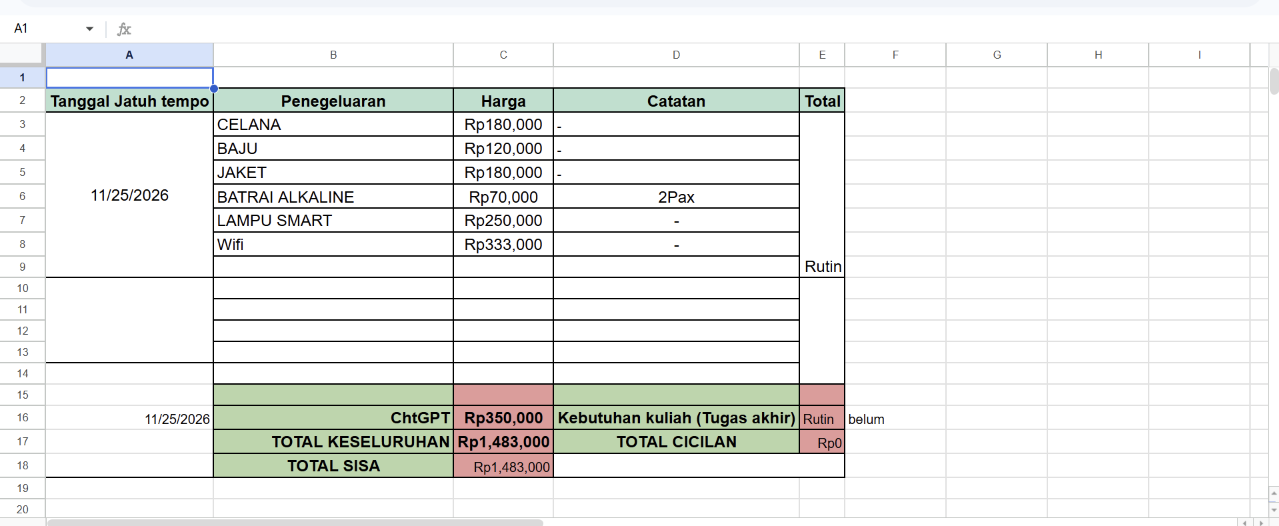 A1 fx
A B C D E F G H I
1
2 Tanggal Jatuh tempo Penegeluaran Harga Catatan Total
3 CELANA Rp180,000 -
4 BAJU Rp120,000 -
5 JAKET Rp180,000 -
6 11/25/2026 BATRAI ALKALINE Rp70,000 2Pax
7 LAMPU SMART Rp250,000 -
8 Wifi Rp333,000 -
9 Rutin
10
11
12
13
14
15
16 11/25/2026 ChtGPT Rp350,000 Kebutuhan kuliah (Tugas akhir) Rutin belum
17 TOTAL KESELURUHAN Rp1,483,000 TOTAL CICILAN Rp0
18 TOTAL SISA Rp1,483,000
19
20